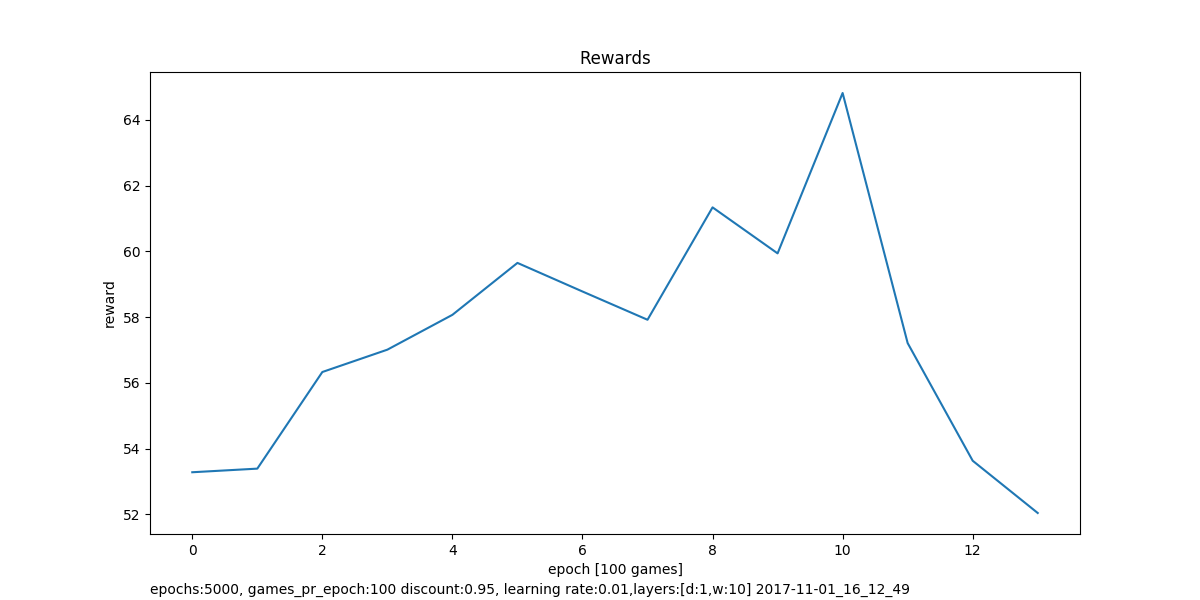 Rewards
64
62
60
58
56
54
52
reward
0 2 4 6 8 10 12
epoch [100 games]
epochs:5000, games_pr_epoch:100 discount:0.95, learning rate:0.01,layers:[d:1,w:10] 2017-11-01_16_12_49